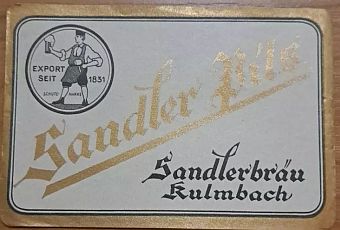 EXPORT
SEIT 1831
SCHUTZ MARKE
Sandler Pils
Sandlerbräu
Kulmbach